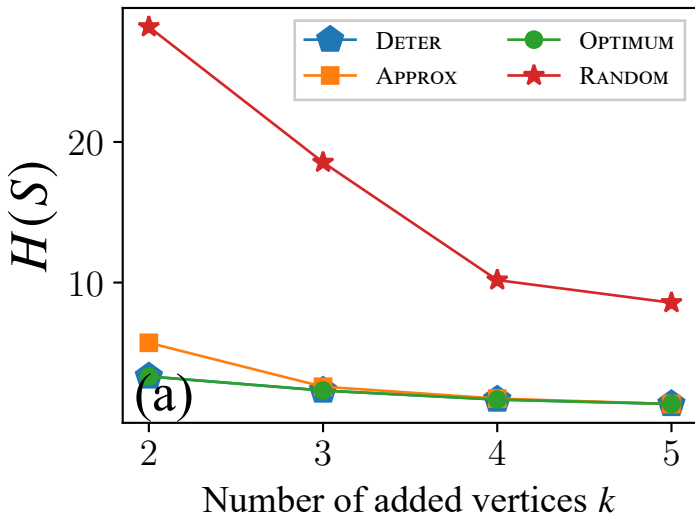 DETER
OPTIMUM
APPROX
RANDOM
20
10
H(S)
(a)
2 3 4 5
Number of added vertices k